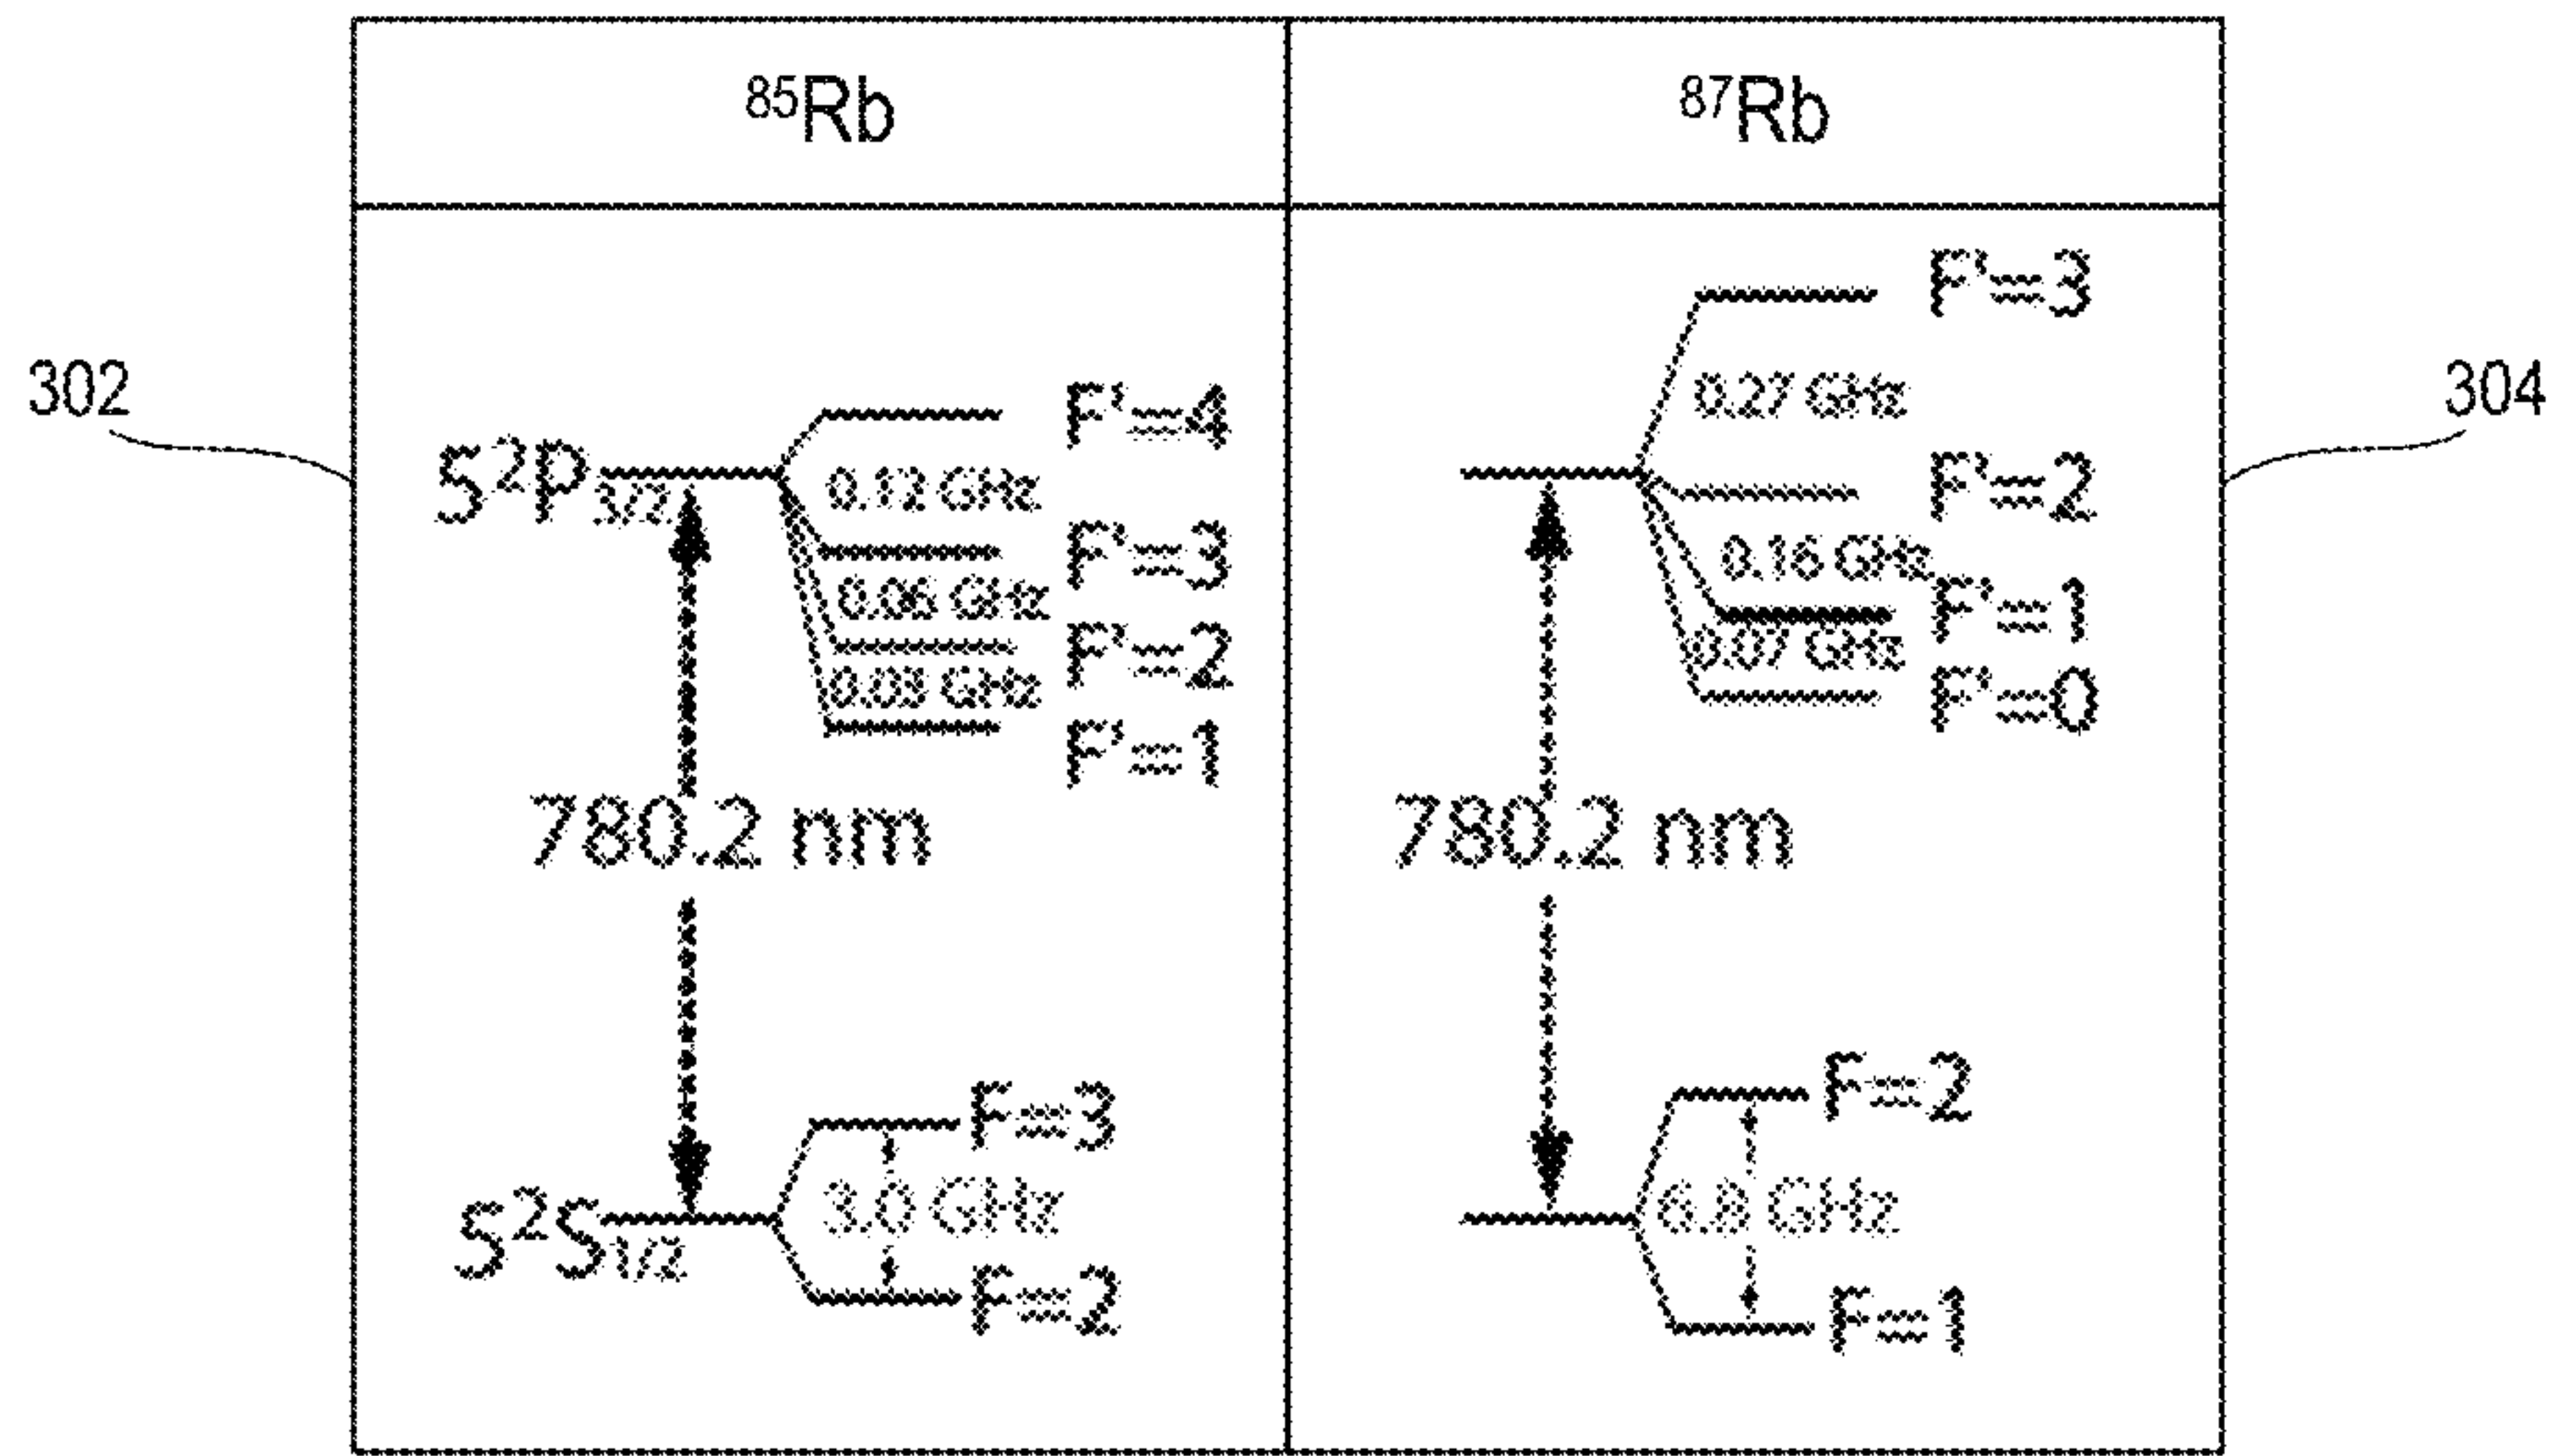 ⁸⁵Rb
⁸⁷Rb
302
304
5²P3/2
F'=4
0.12 GHz
F'=3
0.06 GHz
F'=2
0.03 GHz
F'=1
780.2 nm
F=3
3.0 GHz
5²S1/2
F=2
F'=3
0.27 GHz
F'=2
0.16 GHz
F'=1
0.07 GHz
F'=0
780.2 nm
F=2
6.8 GHz
F=1